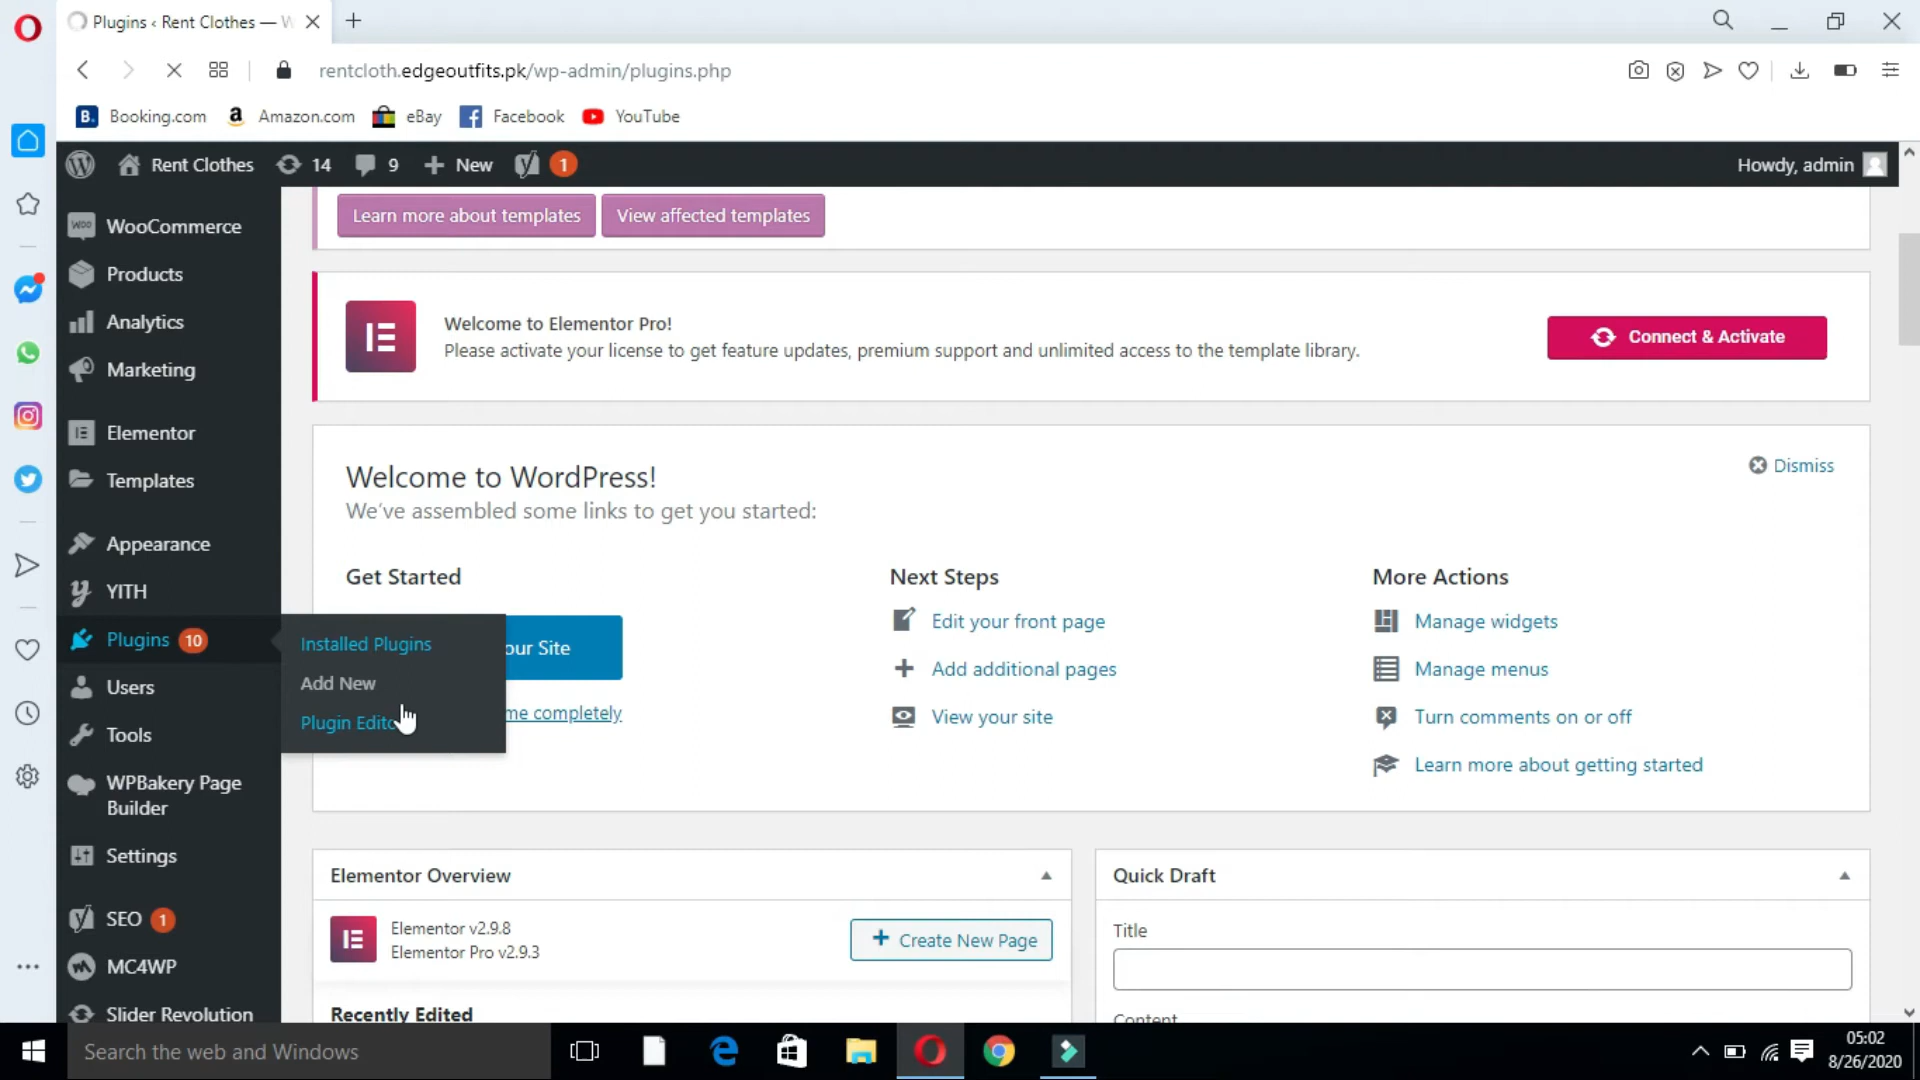 Plugins ‹ Rent Clothes — W
rentcloth.edgeoutfits.pk/wp-admin/plugins.php
B. Booking.com a Amazon.com eBay Facebook YouTube
Rent Clothes 14 9 New 1 Howdy, admin
WooCommerce
Products
Analytics
Marketing
Elementor
Templates
Appearance
YITH
Plugins 10
Users
Tools
WPBakery Page
Builder
Settings
SEO 1
MC4WP
Slider Revolution
Installed Plugins
Add New
Plugin Edito
Learn more about templates View affected templates
Welcome to Elementor Pro!
Please activate your license to get feature updates, premium support and unlimited access to the template library.
Connect & Activate
Welcome to WordPress!
Dismiss
We've assembled some links to get you started:
Get Started
our Site
me completely
Next Steps
Edit your front page
Add additional pages
View your site
More Actions
Manage widgets
Manage menus
Turn comments on or off
Learn more about getting started
Elementor Overview
Elementor v2.9.8
Elementor Pro v2.9.3
Create New Page
Recently Edited
Quick Draft
Title
Content
Search the web and Windows
05:02
8/26/2020